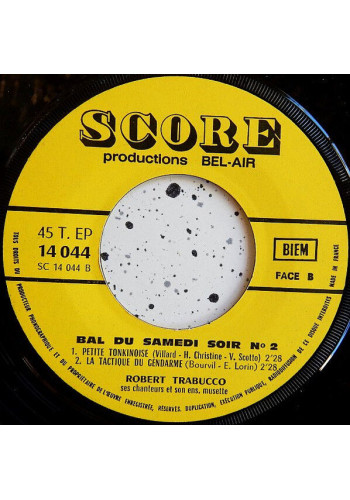 SCORE
productions BEL-AIR
45 T. EP
14 044
SC 14 044 B
BIEM
FACE B
MADE IN FRANCE
BAL DU SAMEDI SOIR No 2
1. PETITE TONKINOISE (Villard - H. Christine - V. Scotto) 2'28
2. LA TACTIQUE DU GENDARME (Bourvil - E. Lorin) 2'28
ROBERT TRABUCCO
ses chanteurs et son ens. musette
TOUS DROITS DU PRODUCTEUR PHONOGRAPHIQUE ET DU PROPRIETAIRE DE L'ŒUVRE ENREGISTRÉE, RÉSERVÉS. DUPLICATION, EXÉCUTION PUBLIQUE, RADIODIFFUSION DE CE DISQUE INTERDITES